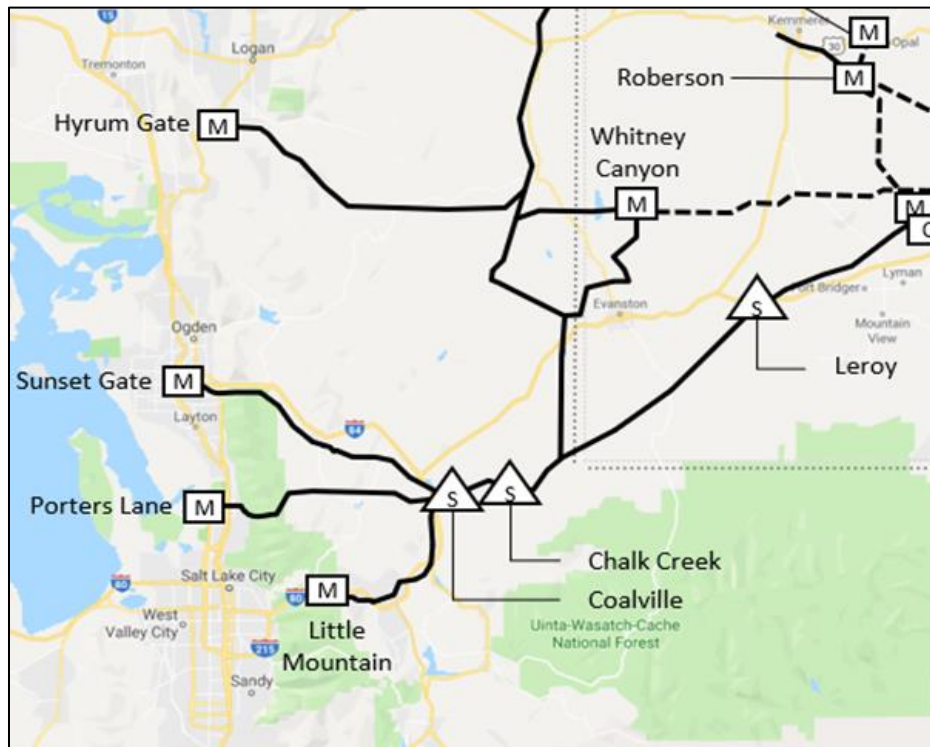 15
Logan
Tremonton
Kemmerer
30
M
Opal
Roberson
M
Hyrum Gate
M
Whitney
Canyon
M
M
C
Evanston
Fort Bridger
Lyman
Mountain
View
S
Leroy
Ogden
Sunset Gate
M
Layton
84
Porters Lane
M
S
S
Chalk Creek
Coalville
Salt Lake City
80
80
M
Little
Mountain
West
Valley City
215
Sandy
Uinta-Wasatch-Cache
National Forest